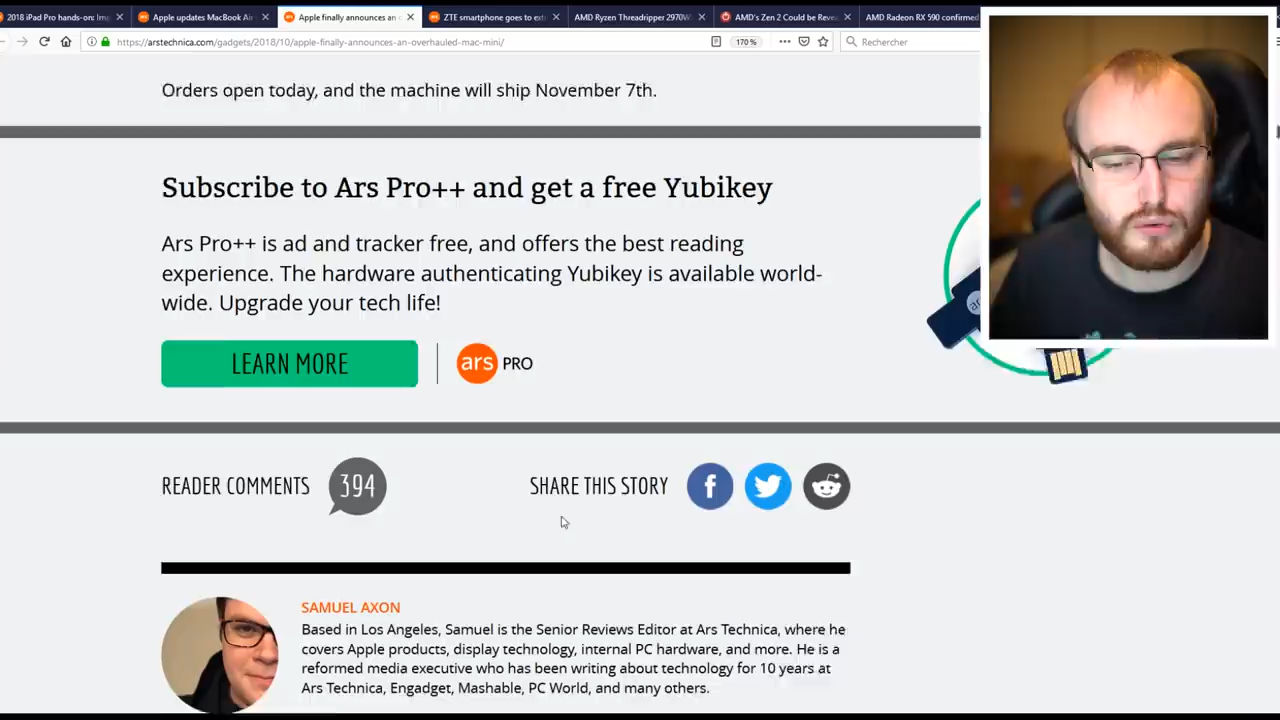 2018 iPad Pro hands-on: Imp
Apple updates MacBook Air
Apple finally announces an o
ZTE smartphone goes to ext
AMD Ryzen Threadripper 2970W
AMD's Zen 2 Could be Revea
AMD Radeon RX 590 confirmed
https://arstechnica.com/gadgets/2018/10/apple-finally-announces-an-overhauled-mac-mini/
170 %
Rechercher
Orders open today, and the machine will ship November 7th.
Subscribe to Ars Pro++ and get a free Yubikey
Ars Pro++ is ad and tracker free, and offers the best reading
experience. The hardware authenticating Yubikey is available world-
wide. Upgrade your tech life!
LEARN MORE
ars PRO
READER COMMENTS 394
SHARE THIS STORY
SAMUEL AXON
Based in Los Angeles, Samuel is the Senior Reviews Editor at Ars Technica, where he
covers Apple products, display technology, internal PC hardware, and more. He is a
reformed media executive who has been writing about technology for 10 years at
Ars Technica, Engadget, Mashable, PC World, and many others.